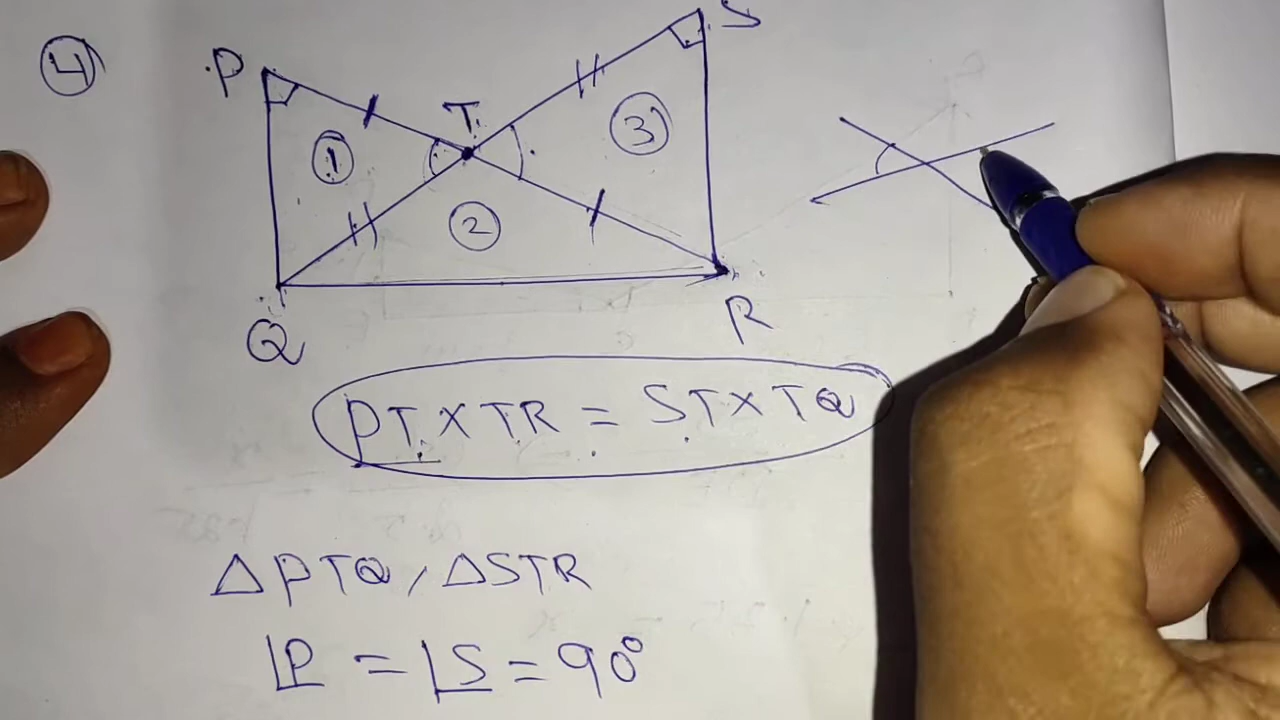 4
P
T
S
1
2
3
Q
R
PT × TR = ST × TQ
△PTQ, △STR
∠P = ∠S = 90°